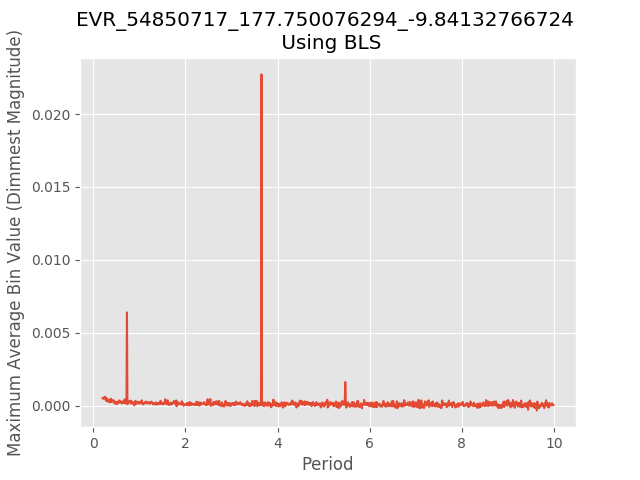 EVR_54850717_177.750076294_-9.84132766724
Using BLS
Maximum Average Bin Value (Dimmest Magnitude)
0.020
0.015
0.010
0.005
0.000
0
2
4
6
8
10
Period